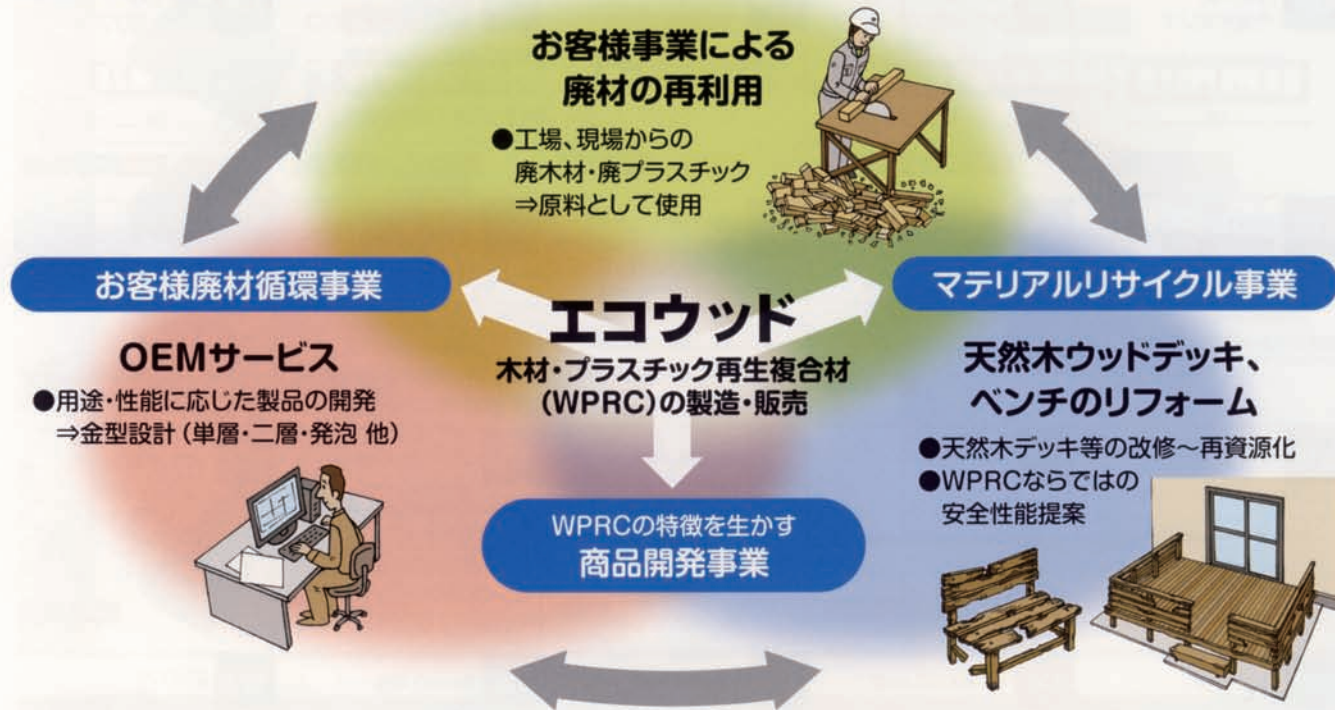 お客様事業による
廃材の再利用
●工場、現場からの
廃木材・廃プラスチック
⇒原料として使用
お客様廃材循環事業
マテリアルリサイクル事業
エコウッド
木材・プラスチック再生複合材
(WPRC)の製造・販売
OEMサービス
●用途・性能に応じた製品の開発
⇒金型設計(単層・二層・発泡 他)
天然木ウッドデッキ、
ベンチのリフォーム
●天然木デッキ等の改修~再資源化
●WPRCならではの
安全性能提案
WPRCの特徴を生かす
商品開発事業